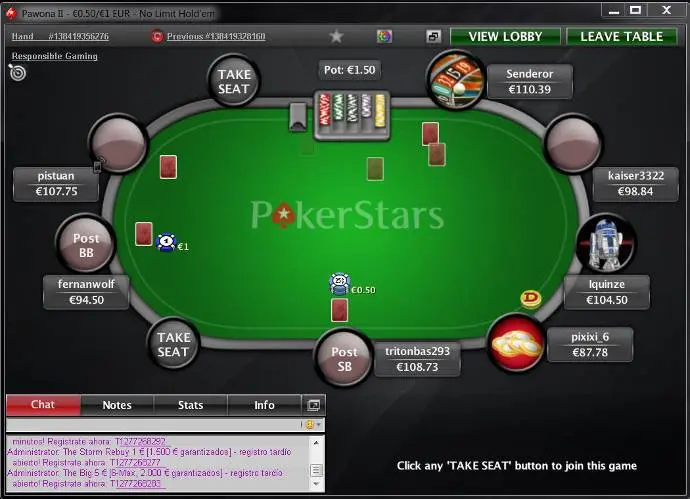 Pawona II - €0.50/€1 EUR - No Limit Hold'em
Hand #138419356276 Previous #138419328160 VIEW LOBBY LEAVE TABLE
Responsible Gaming
TAKE SEAT
Pot: €1.50
Senderor
€110.39
pistuan
€107.75
kaiser3322
€98.84
PokerStars
Post BB
€1
fernanwolf
€94.50
lquinze
€104.50
€0.50
D
TAKE SEAT
Post SB
tritonbas293
€108.73
pixixi_6
€87.78
Chat Notes Stats Info
minutos! Registrate ahora: T1277268292
Administrator: The Storm Rebuy 1 € [1.500 € garantizados] - registro tardío
abierto! Registrate ahora: T1277268277
Administrator: The Big 5 € [6-Max, 2.000 € garantizados] - registro tardío
abierto! Registrate ahora: T1277268283
Click any 'TAKE SEAT' button to join this game